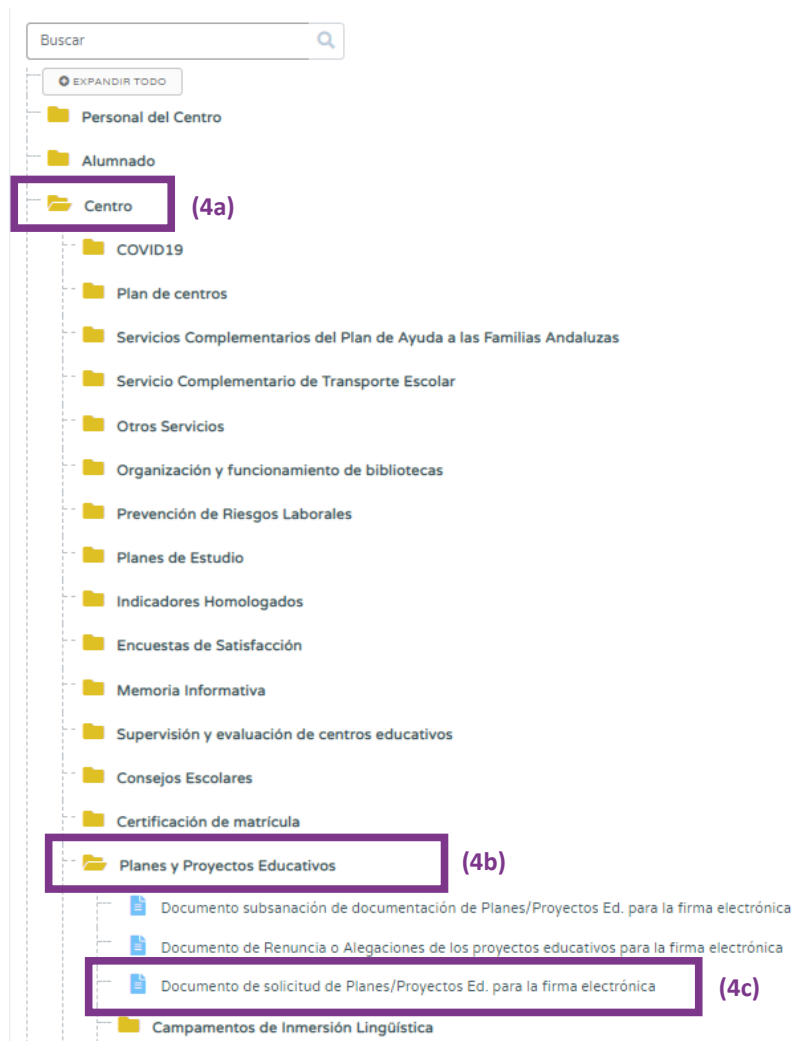 Buscar
EXPANDIR TODO
Personal del Centro
Alumnado
Centro (4a)
COVID19
Plan de centros
Servicios Complementarios del Plan de Ayuda a las Familias Andaluzas
Servicio Complementario de Transporte Escolar
Otros Servicios
Organización y funcionamiento de bibliotecas
Prevención de Riesgos Laborales
Planes de Estudio
Indicadores Homologados
Encuestas de Satisfacción
Memoria Informativa
Supervisión y evaluación de centros educativos
Consejos Escolares
Certificación de matrícula
Planes y Proyectos Educativos (4b)
Documento subsanación de documentación de Planes/Proyectos Ed. para la firma electrónica
Documento de Renuncia o Alegaciones de los proyectos educativos para la firma electrónica
Documento de solicitud de Planes/Proyectos Ed. para la firma electrónica (4c)
Campamentos de Inmersión Lingüística